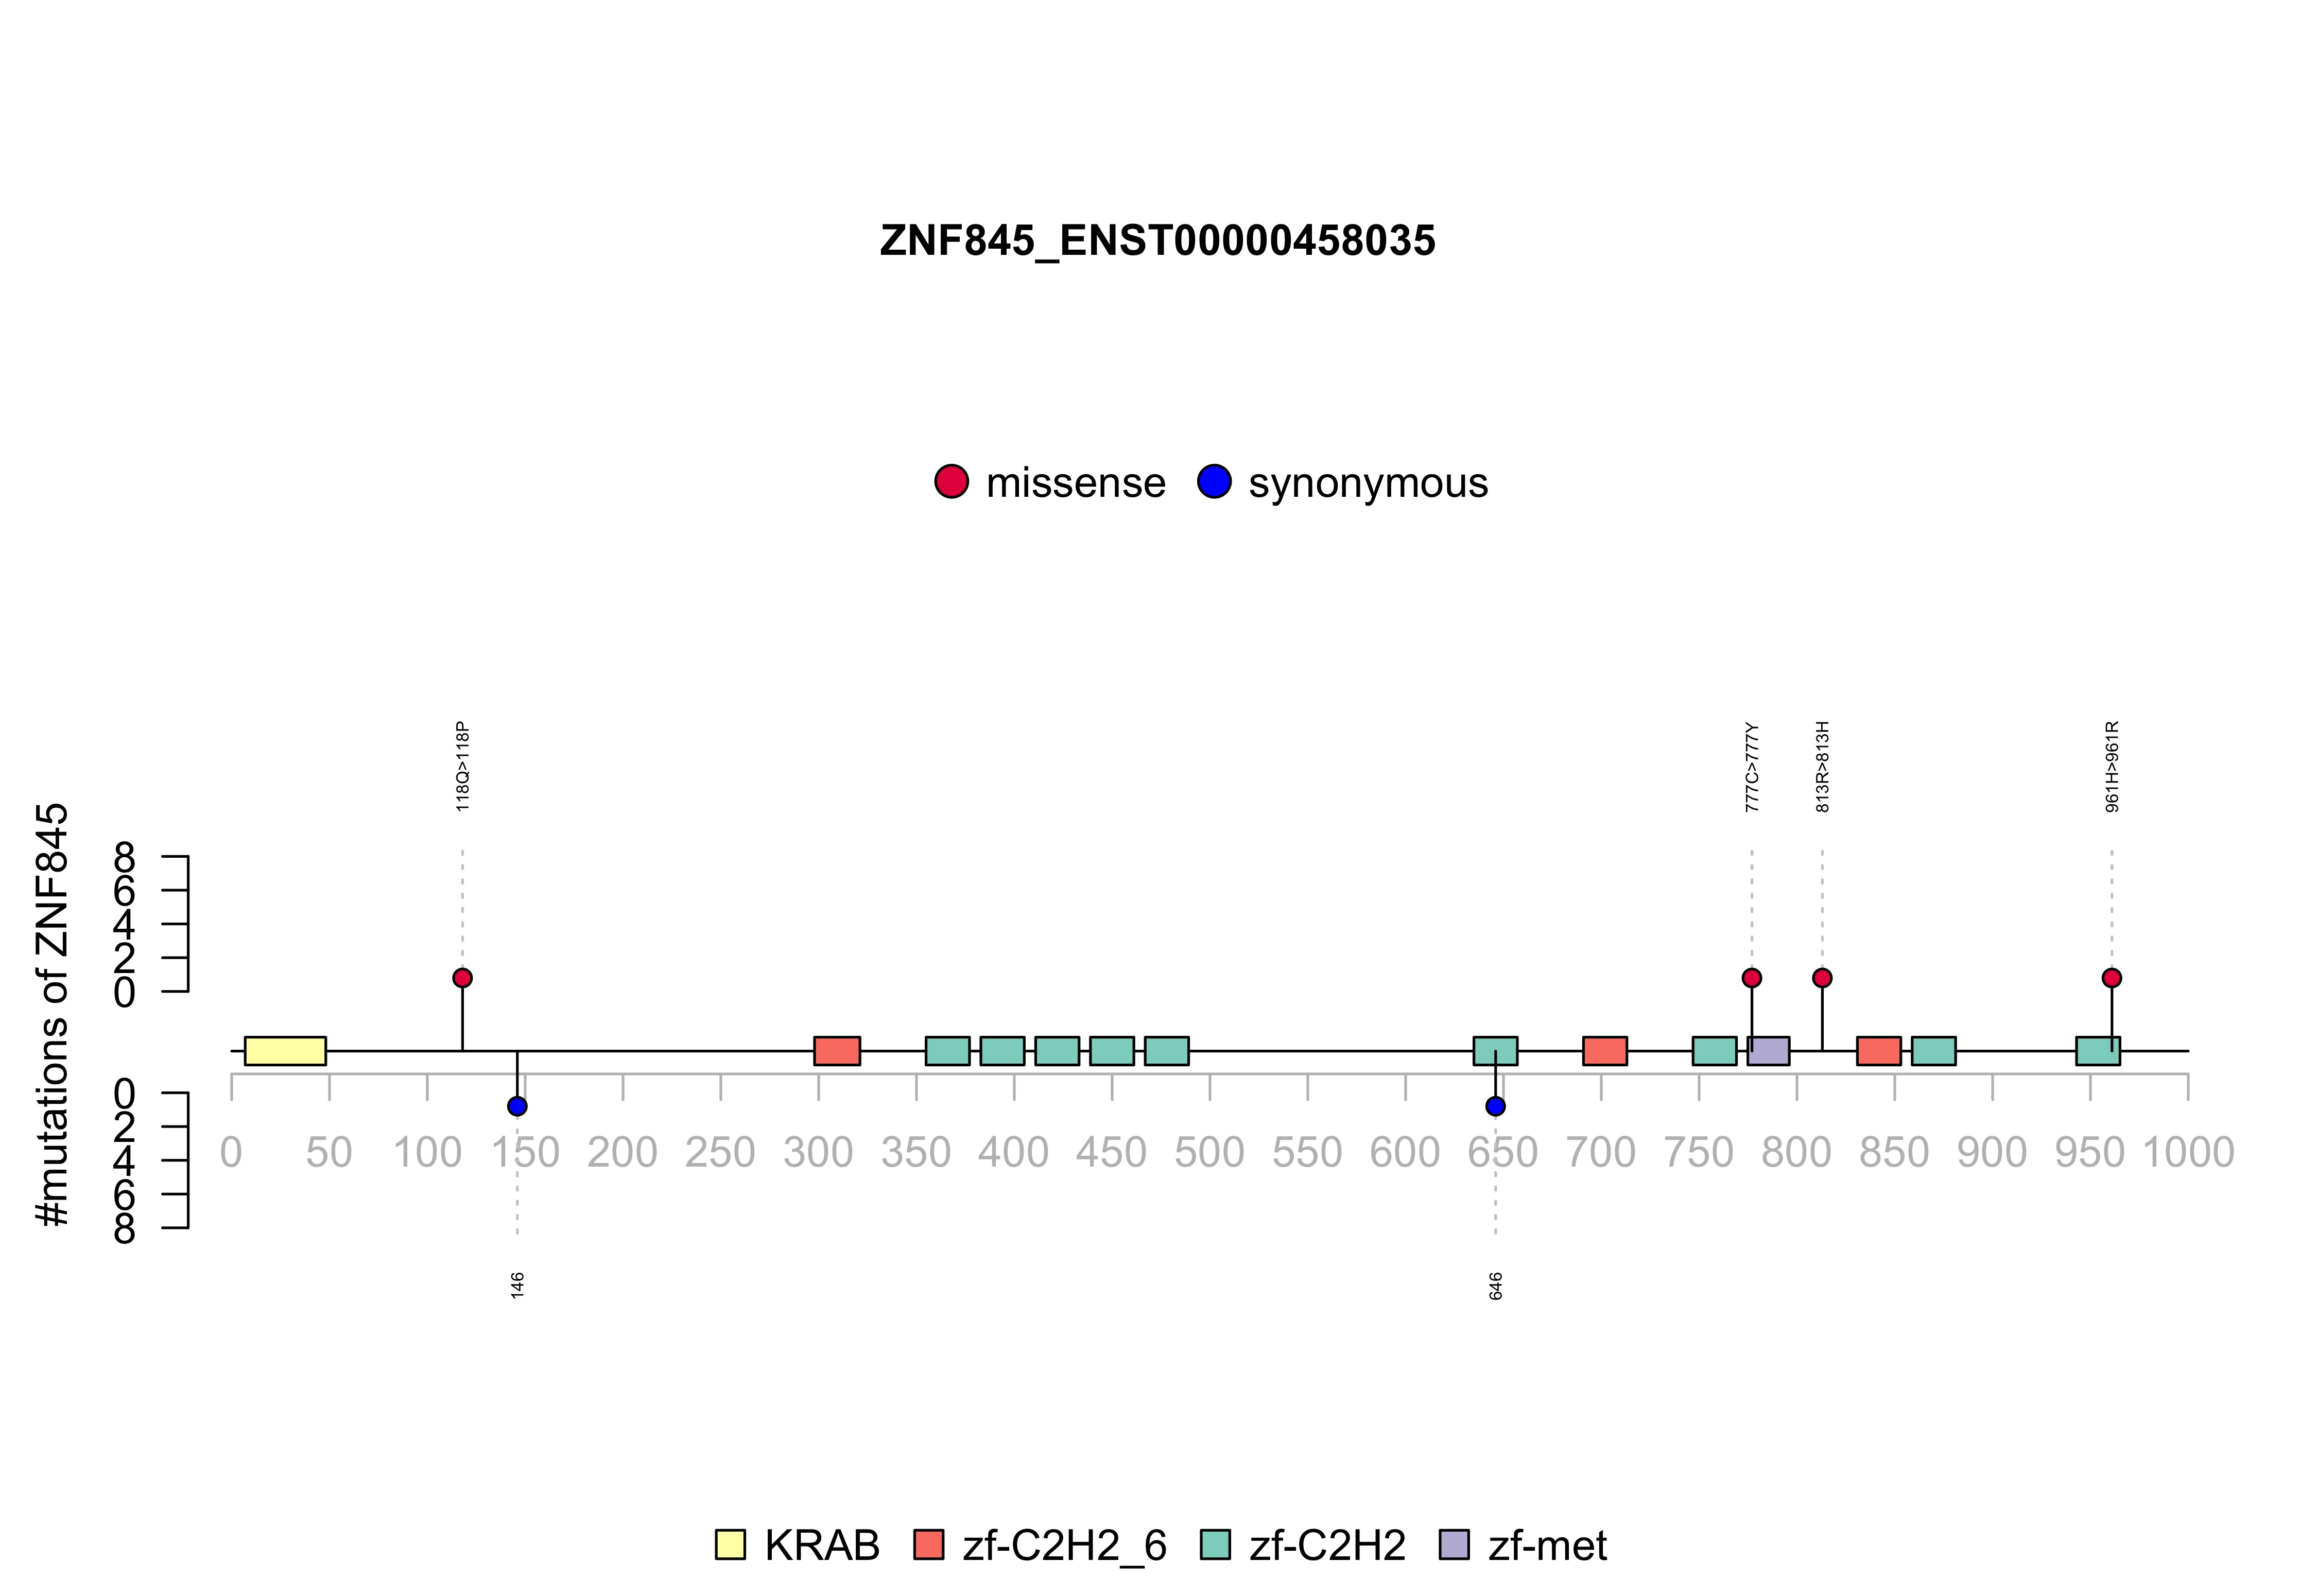 ZNF845_ENST00000458035
missense synonymous
118Q>118P 777C>777Y 813R>813H 961H>961R
#mutations of ZNF845
8
6
4
2
0
0
2
4
6
8
0 50 100 150 200 250 300 350 400 450 500 550 600 650 700 750 800 850 900 950 1000
146 646
KRAB zf-C2H2_6 zf-C2H2 zf-met